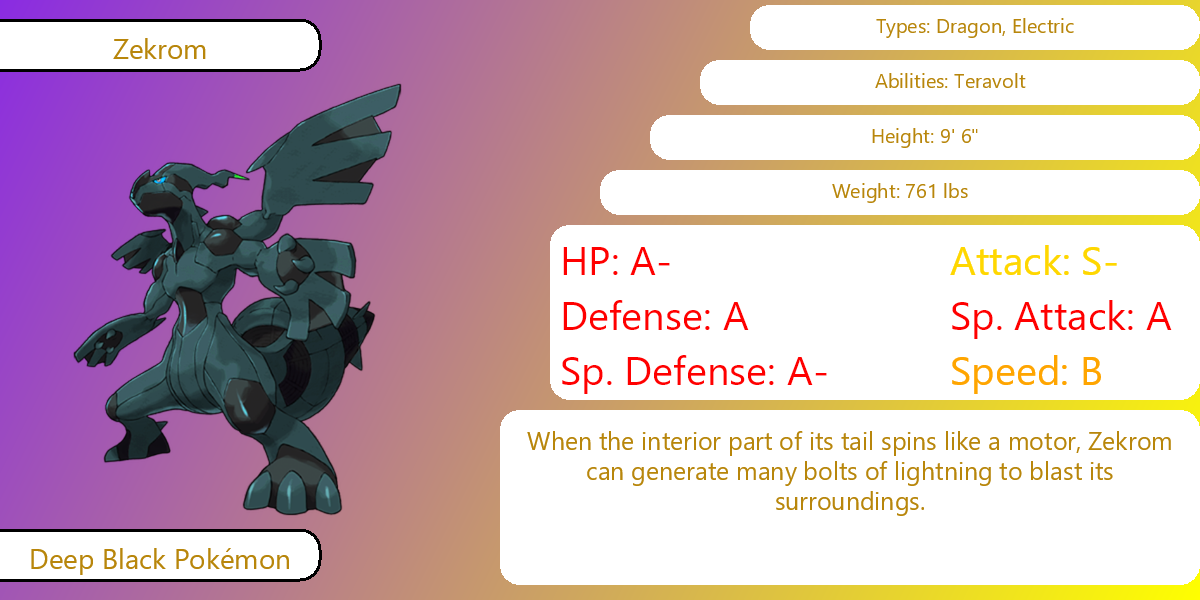 Zekrom
Types: Dragon, Electric
Abilities: Teravolt
Height: 9' 6"
Weight: 761 lbs
HP: A-
Attack: S-
Defense: A
Sp. Attack: A
Sp. Defense: A-
Speed: B
When the interior part of its tail spins like a motor, Zekrom
can generate many bolts of lightning to blast its
surroundings.
Deep Black Pokémon